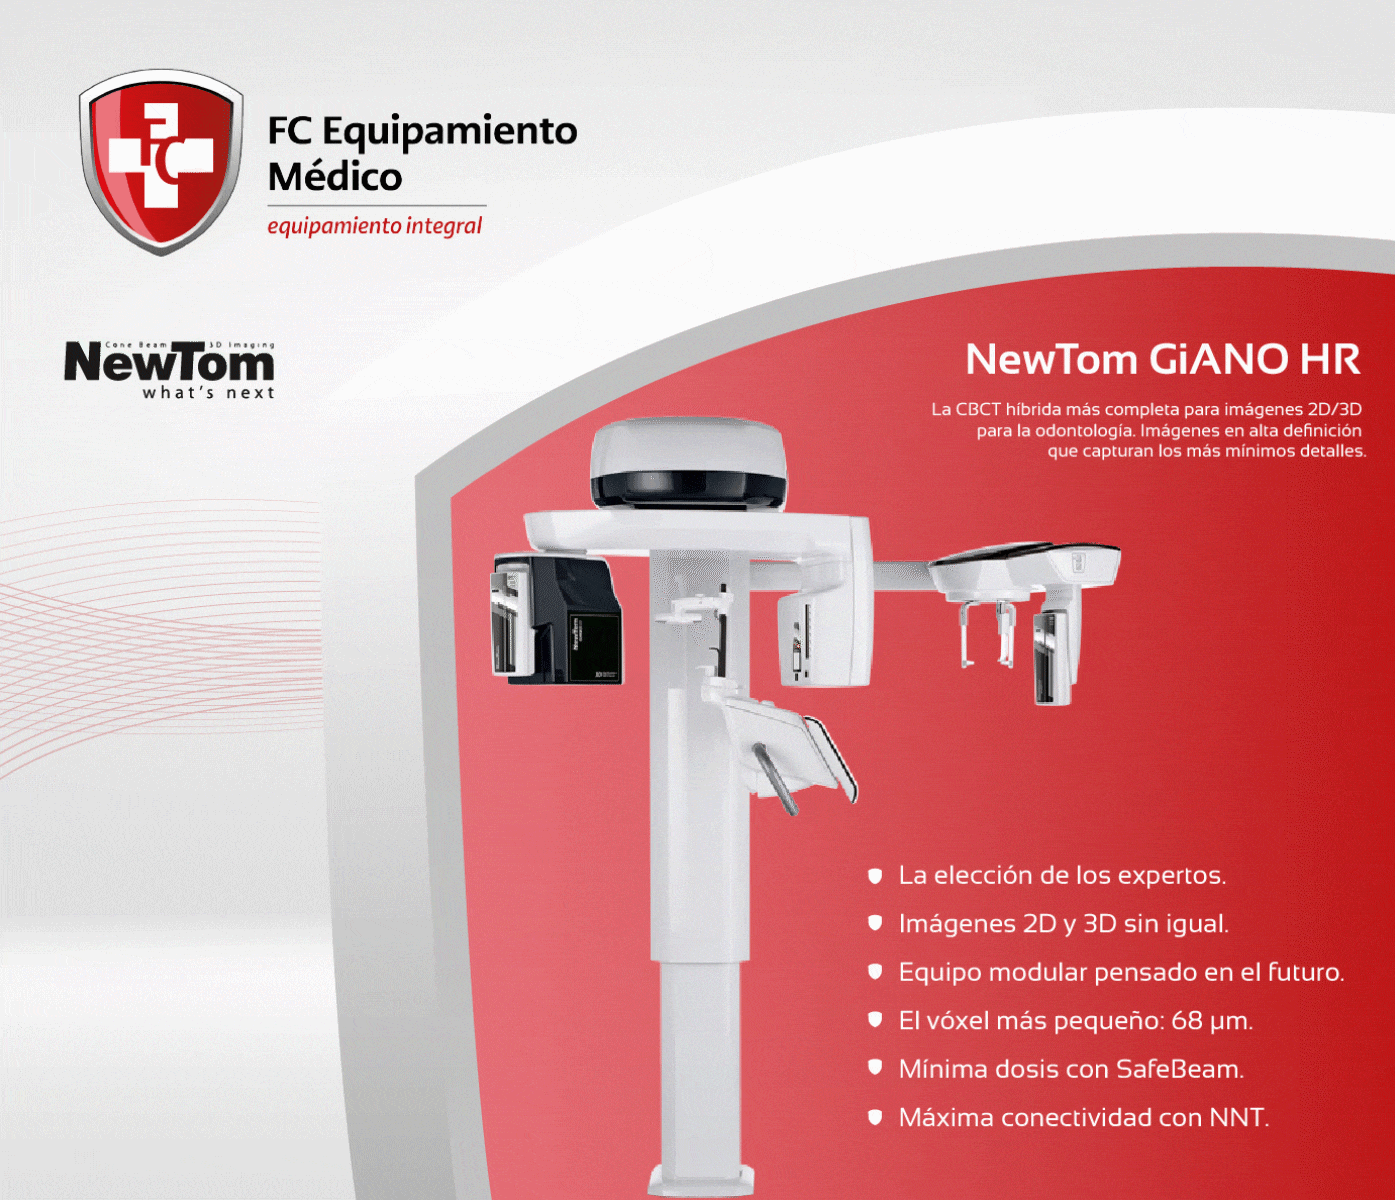 FC
FC Equipamiento
Médico
equipamiento integral
Cone Beam 3D Imaging
NewTom
what's next
NewTom GiANO HR
La CBCT híbrida más completa para imágenes 2D/3D
para la odontología. Imágenes en alta definición
que capturan los más mínimos detalles.
NewTom
La elección de los expertos.
Imágenes 2D y 3D sin igual.
Equipo modular pensado en el futuro.
El vóxel más pequeño: 68 µm.
Mínima dosis con SafeBeam.
Máxima conectividad con NNT.